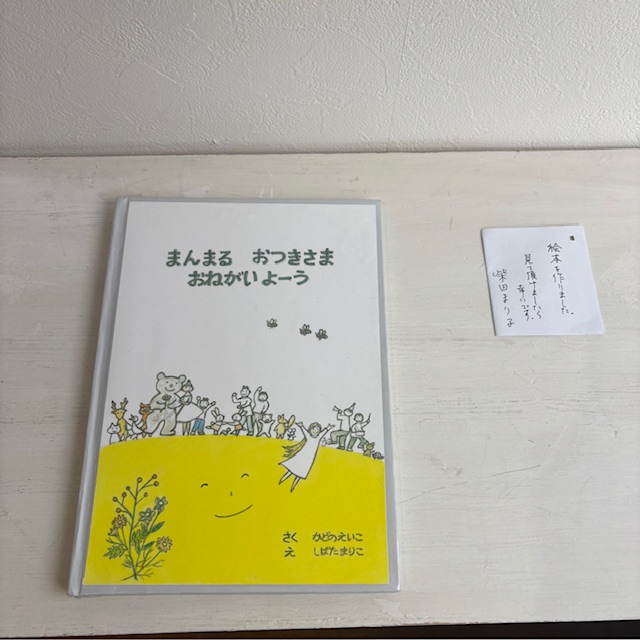 まんまる おつきさま
おねがいよーう
さく かどのえいこ
え しばたまりこ
絵本を作りました。
見て頂けましたら
幸いです。
柴田まり子